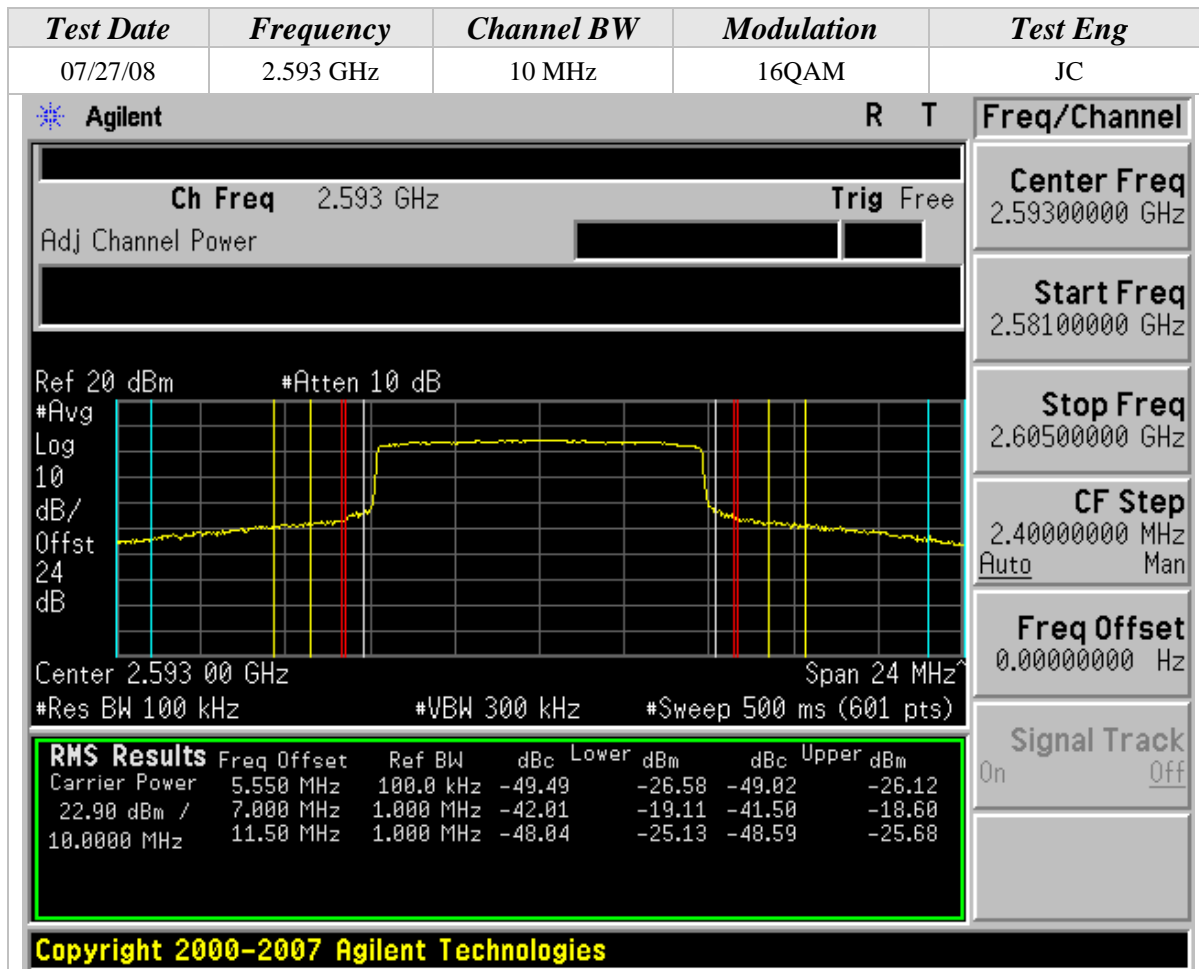 Test Date Frequency Channel BW Modulation Test Eng
07/27/08 2.593 GHz 10 MHz 16QAM JC
Agilent R T Freq/Channel
Ch Freq 2.593 GHz Trig Free
Adj Channel Power
Center Freq
2.59300000 GHz
Start Freq
2.58100000 GHz
Stop Freq
2.60500000 GHz
CF Step
2.40000000 MHz
Auto Man
Freq Offset
0.00000000 Hz
Signal Track
On Off
Ref 20 dBm #Atten 10 dB
#Avg
Log
10
dB/
Offst
24
dB
Center 2.593 00 GHz Span 24 MHz^
#Res BW 100 kHz #VBW 300 kHz #Sweep 500 ms (601 pts)
RMS Results Freq Offset Ref BW dBc Lower dBm dBc Upper dBm
Carrier Power 5.550 MHz 100.0 kHz -49.49 -26.58 -49.02 -26.12
22.90 dBm / 7.000 MHz 1.000 MHz -42.01 -19.11 -41.50 -18.60
10.0000 MHz 11.50 MHz 1.000 MHz -48.04 -25.13 -48.59 -25.68
Copyright 2000-2007 Agilent Technologies